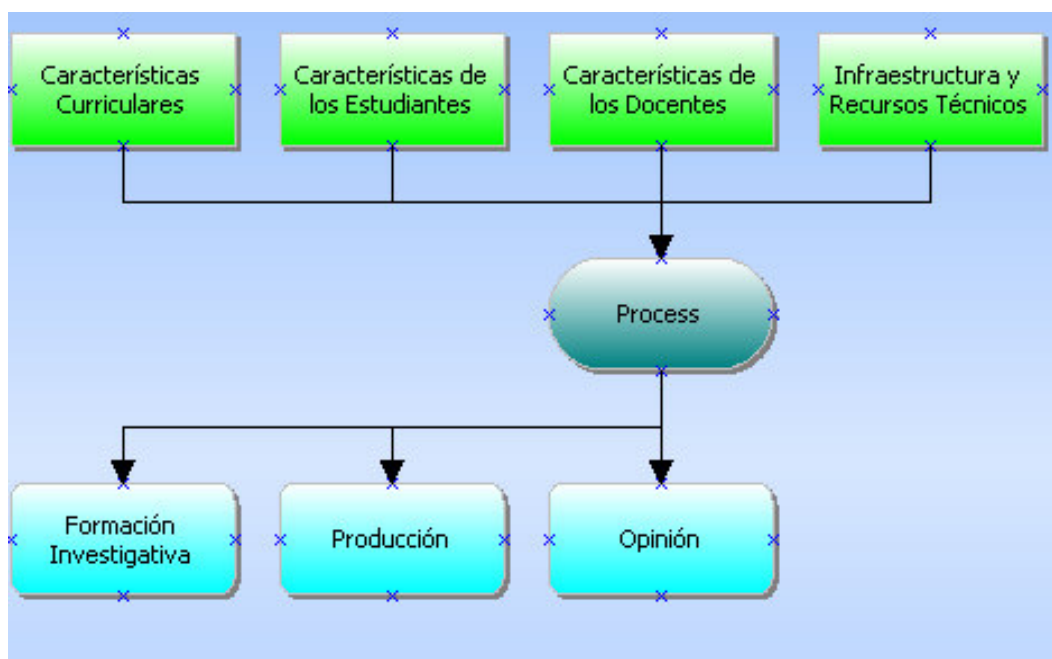 Características
Curriculares
Características de
los Estudiantes
Características de
los Docentes
Infraestructura y
Recursos Técnicos
Process
Formación
Investigativa
Producción
Opinión